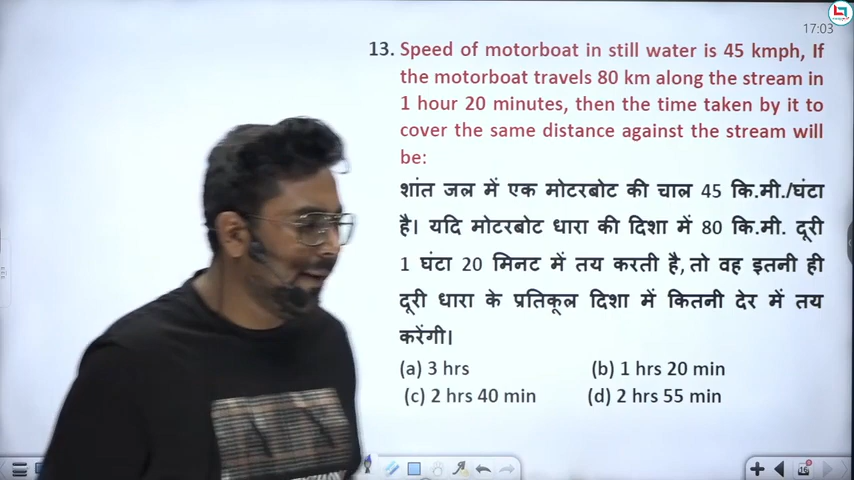 17:03
13. Speed of motorboat in still water is 45 kmph, If
the motorboat travels 80 km along the stream in
1 hour 20 minutes, then the time taken by it to
cover the same distance against the stream will
be:
शांत जल में एक मोटरबोट की चाल 45 कि.मी./घंटा
है। यदि मोटरबोट धारा की दिशा में 80 कि.मी. दूरी
1 घंटा 20 मिनट में तय करती है, तो वह इतनी ही
दूरी धारा के प्रतिकूल दिशा में कितनी देर में तय
करेंगी।
(a) 3 hrs (b) 1 hrs 20 min
(c) 2 hrs 40 min (d) 2 hrs 55 min
16